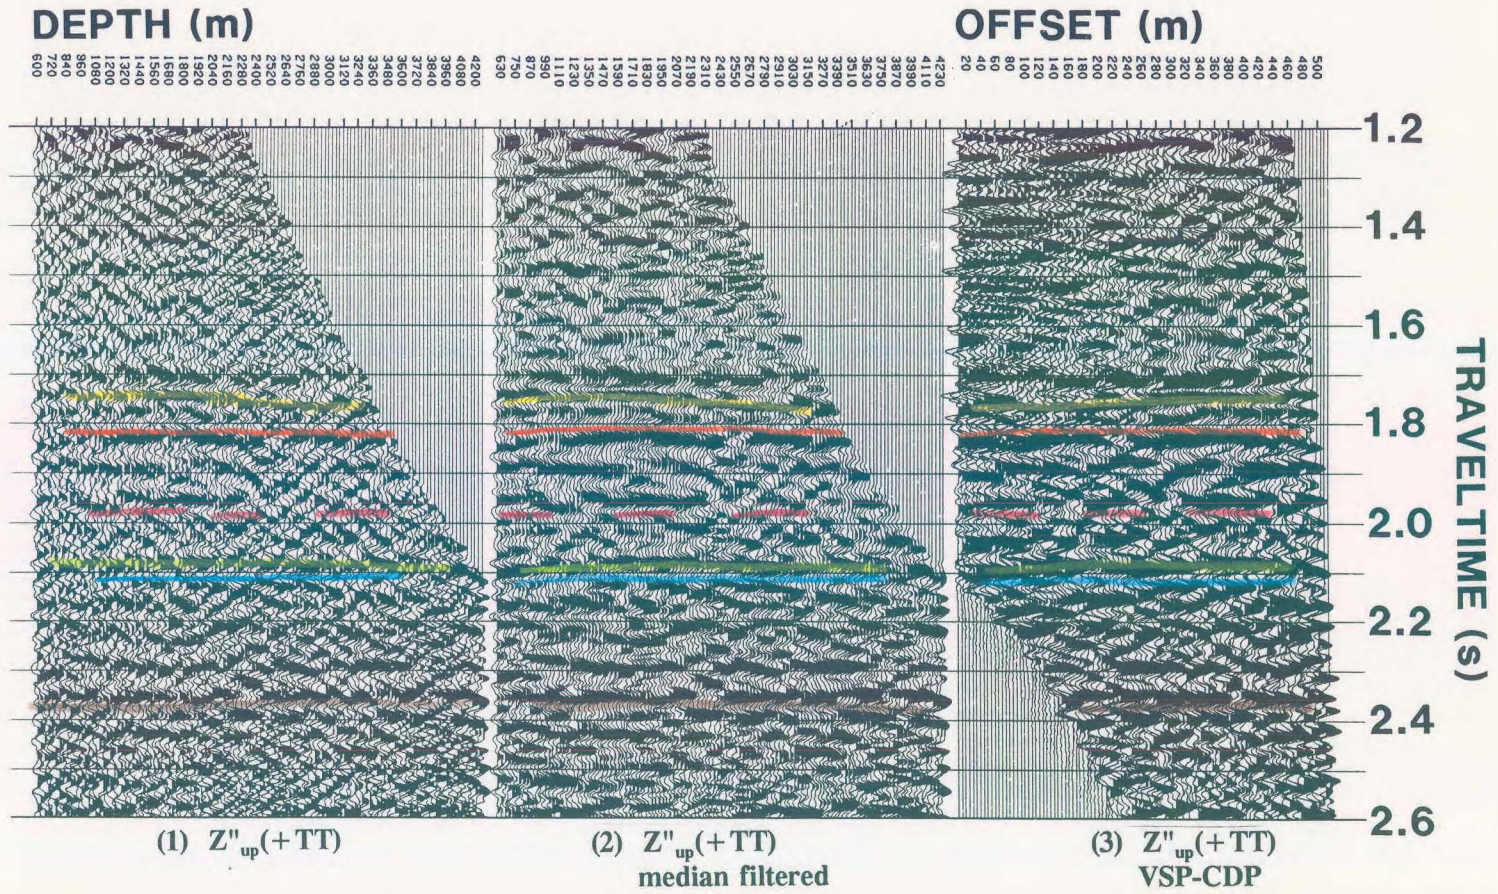 DEPTH (m)
OFFSET (m)
600 720 840 960 1080 1200 1320 1440 1560 1680 1800 1920 2040 2160 2280 2400 2520 2640 2760 2880 3000 3120 3240 3360 3480 3600 3720 3840 3960 4080 4200
630 750 870 990 1110 1230 1350 1470 1590 1710 1830 1950 2070 2190 2310 2430 2550 2670 2790 2910 3030 3150 3270 3390 3510 3630 3750 3870 3990 4110 4230
20 40 60 80 100 120 140 160 180 200 220 240 260 280 300 320 340 360 380 400 420 440 460 480 500
1.2
1.4
1.6
1.8
2.0
2.2
2.4
2.6
TRAVELTIME (s)
(1) Z"up(+TT)
(2) Z"up(+TT)
median filtered
(3) Z"up(+TT)
VSP-CDP